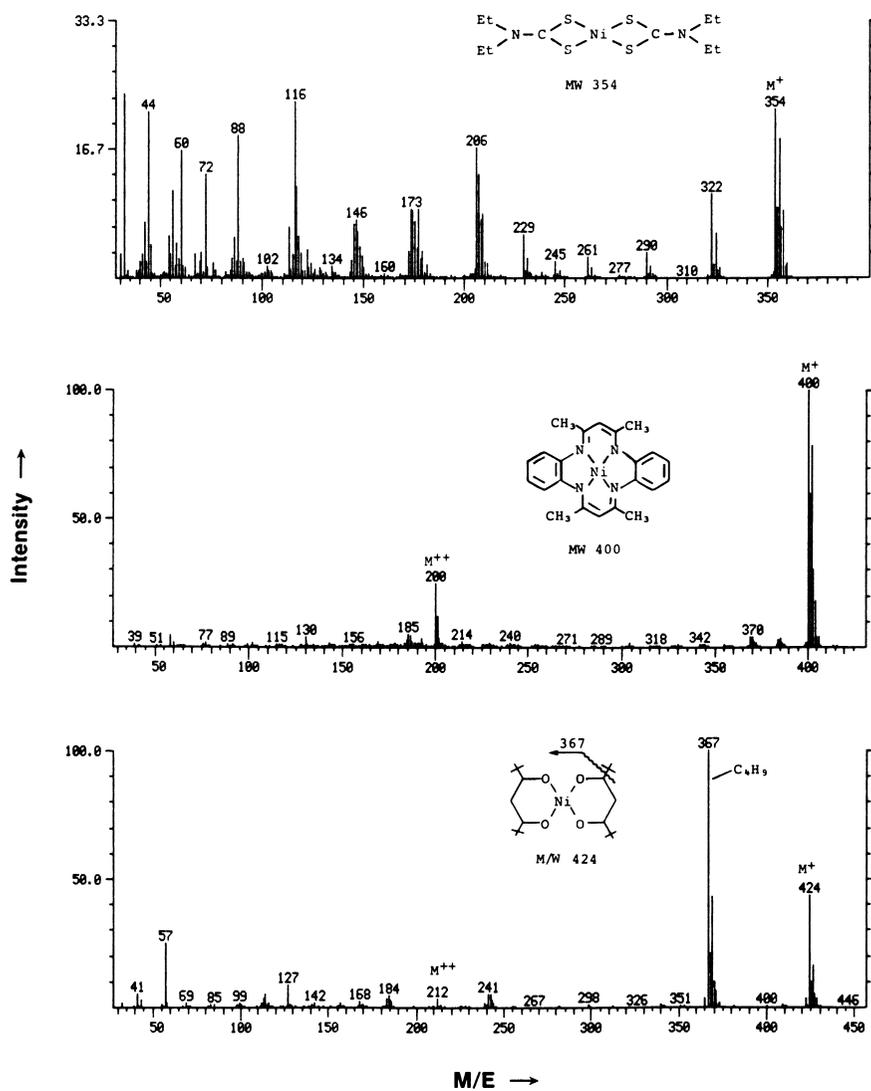 33.3
16.7
Et S S Et
N C Ni C N
Et S S Et
MW 354
M+
354
44
60
72
88
102
116
134
146
160
173
206
229
245
261
277
290
310
322
50 100 150 200 250 300 350
100.0
50.0
M+
400
CH₃ CH₃
N N
Ni
N N
CH₃ CH₃
MW 400
M++
200
39 51 77 89 115 130 156 185 214 240 271 289 318 342 370
50 100 150 200 250 300 350 400
Intensity →
100.0
50.0
367
367
C₄H₉
O O
Ni
O O
M/W 424
M+
424
57
M++
41 69 85 99 127 142 168 184 212 241 267 298 326 351 400 446
50 100 150 200 250 300 350 400 450
M/E →